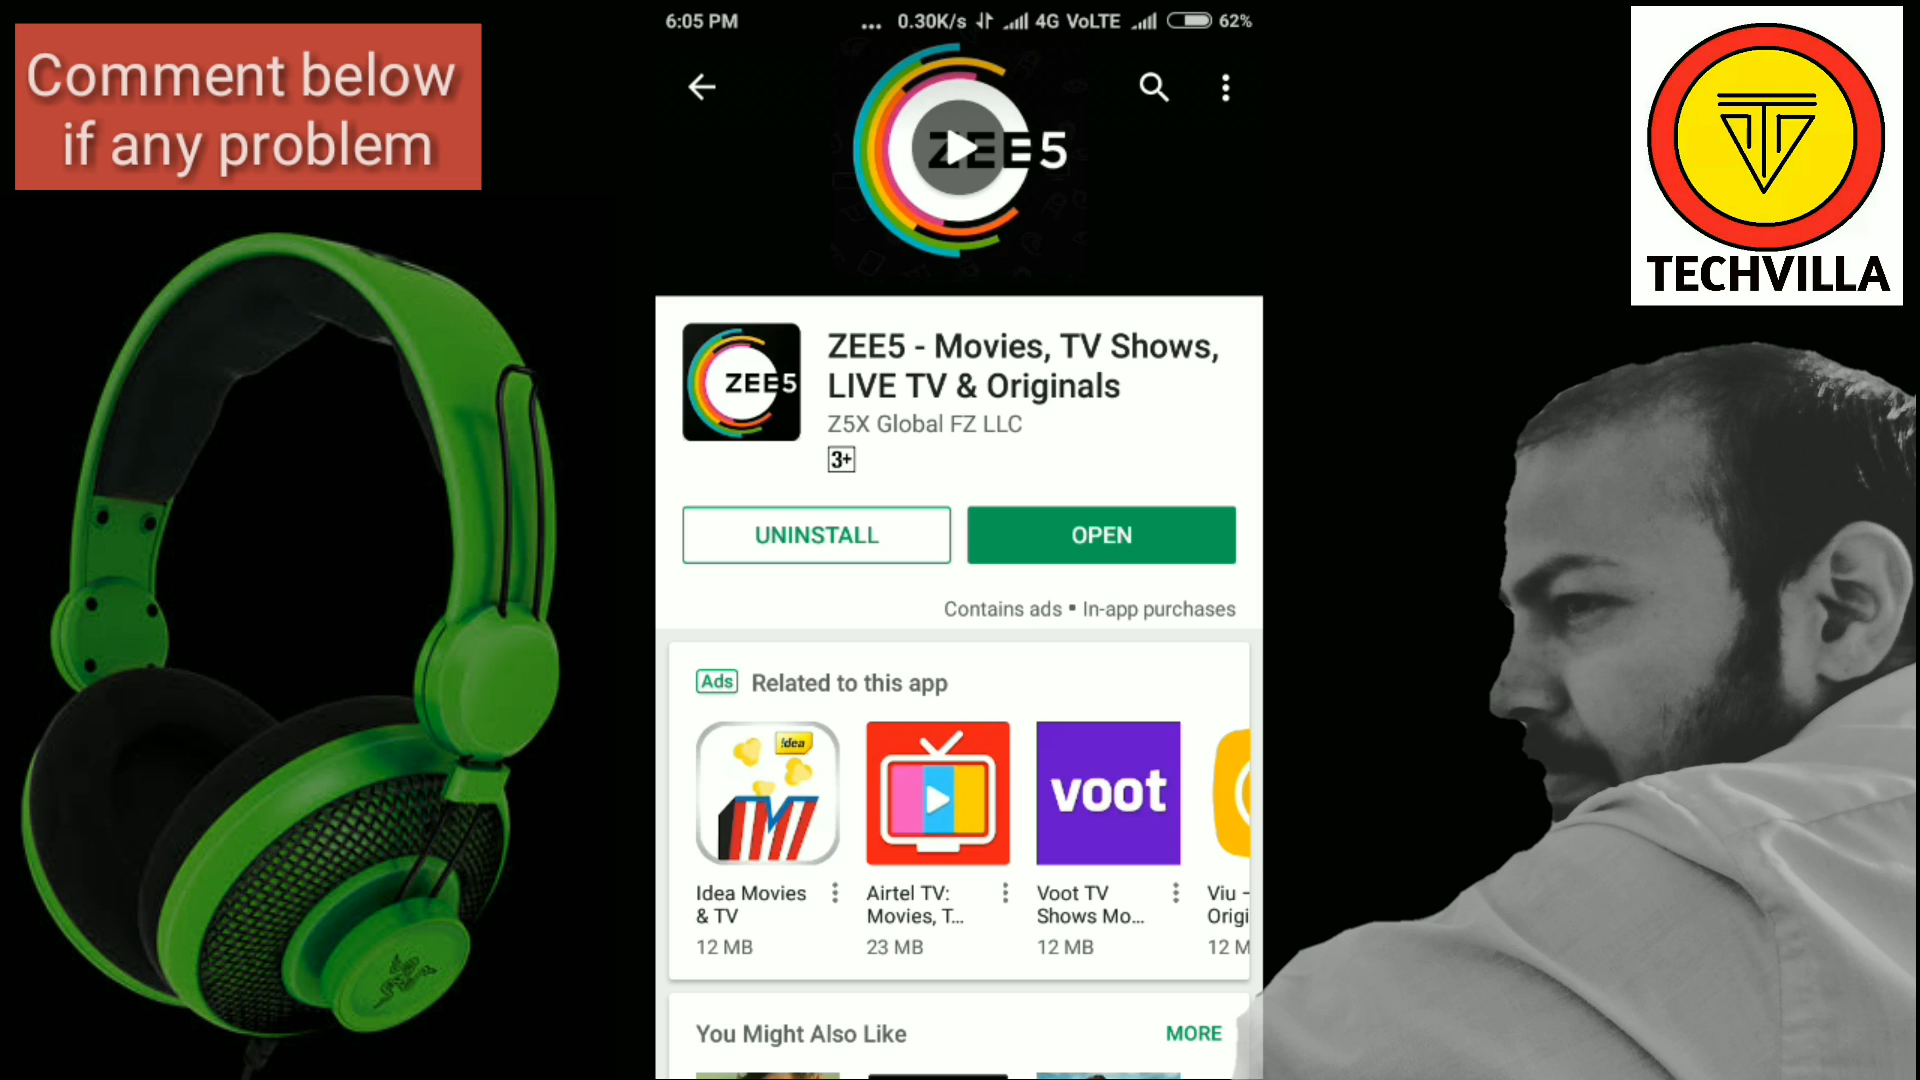 Comment below
if any problem
6:05 PM
... 0.30K/s 4G VoLTE 62%
ZEE5
TECHVILLA
ZEE5
ZEE5 - Movies, TV Shows,
LIVE TV & Originals
Z5X Global FZ LLC
3+
UNINSTALL
OPEN
Contains ads • In-app purchases
Ads Related to this app
!dea
voot
Idea Movies
& TV
12 MB
Airtel TV:
Movies, T...
23 MB
Voot TV
Shows Mo...
12 MB
Viu -
Origi
12 M
You Might Also Like
MORE